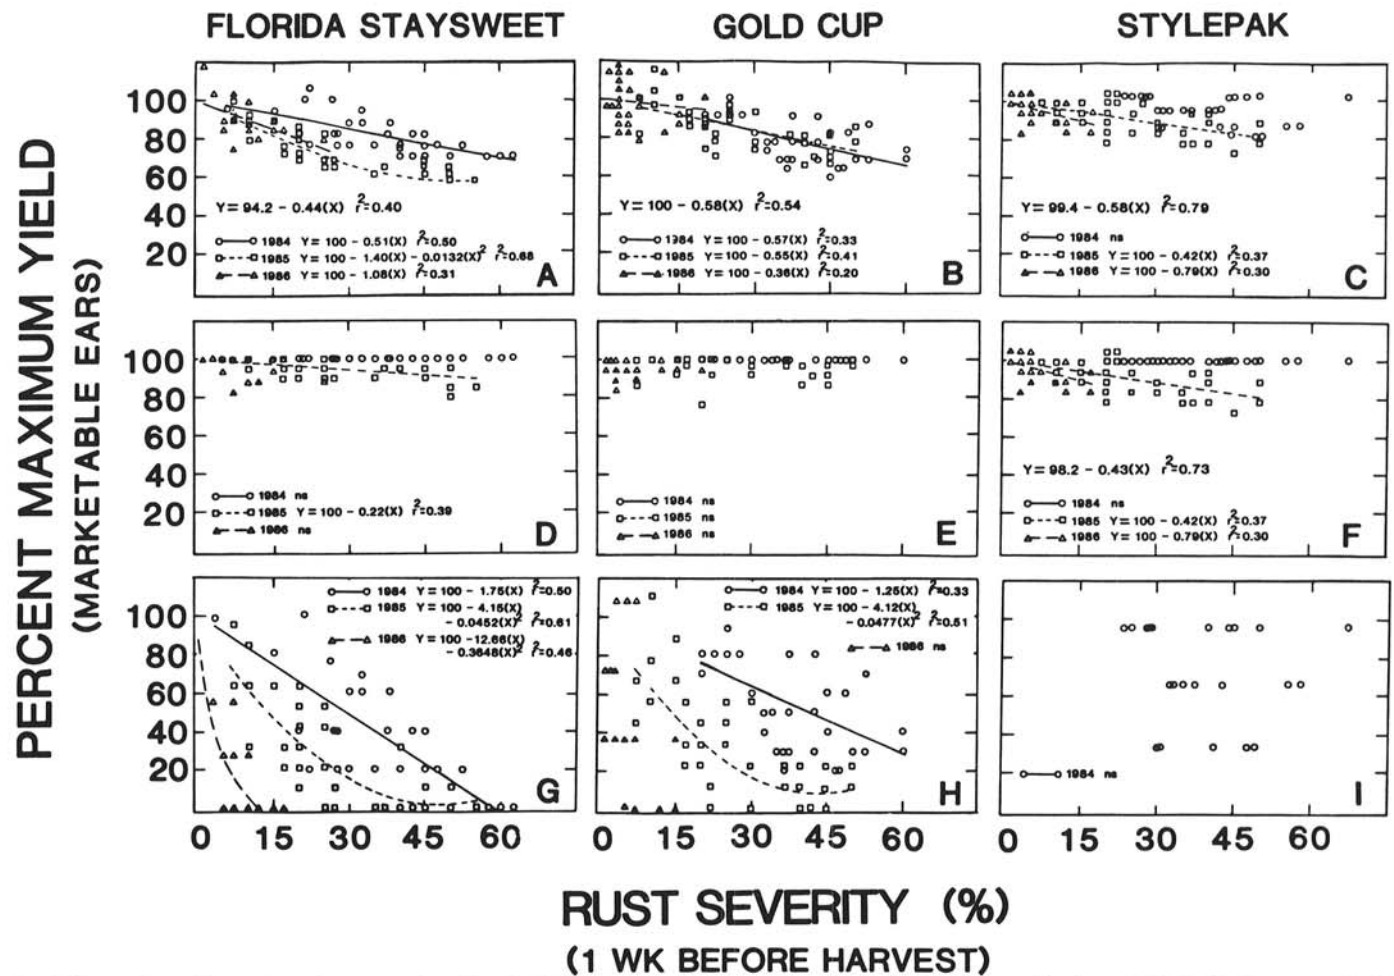 FLORIDA STAYSWEET
GOLD CUP
STYLEPAK
PERCENT MAXIMUM YIELD
(MARKETABLE EARS)
100
80
60
40
20
Y= 94.2 - 0.44(X) r²=0.40
1984 Y= 100 - 0.51(X) r²=0.50
1985 Y= 100 - 1.40(X) - 0.0132(X)² r²=0.68
1986 Y= 100 - 1.08(X) r²=0.31
A
Y= 100 - 0.58(X) r²=0.54
1984 Y= 100 - 0.57(X) r²=0.33
1985 Y= 100 - 0.55(X) r²=0.41
1986 Y= 100 - 0.36(X) r²=0.20
B
Y= 99.4 - 0.58(X) r²=0.79
1984 ns
1985 Y= 100 - 0.42(X) r²=0.37
1986 Y= 100 - 0.79(X) r²=0.30
C
100
80
60
40
20
1984 ns
1985 Y= 100 - 0.22(X) r²=0.39
1986 ns
D
1984 ns
1985 ns
1986 ns
E
Y= 98.2 - 0.43(X) r²=0.73
1984 ns
1985 Y= 100 - 0.42(X) r²=0.37
1986 Y= 100 - 0.79(X) r²=0.30
F
100
80
60
40
20
1984 Y= 100 - 1.75(X) r²=0.50
1985 Y= 100 - 4.15(X)
- 0.0452(X)² r²=0.61
1986 Y= 100 -12.66(X)
- 0.3648(X)² r²=0.46
G
1984 Y= 100 - 1.25(X) r²=0.33
1985 Y= 100 - 4.12(X)
- 0.0477(X)² r²=0.51
1986 ns
H
1984 ns
I
0 15 30 45 60
0 15 30 45 60
0 15 30 45 60
RUST SEVERITY (%)
(1 WK BEFORE HARVEST)